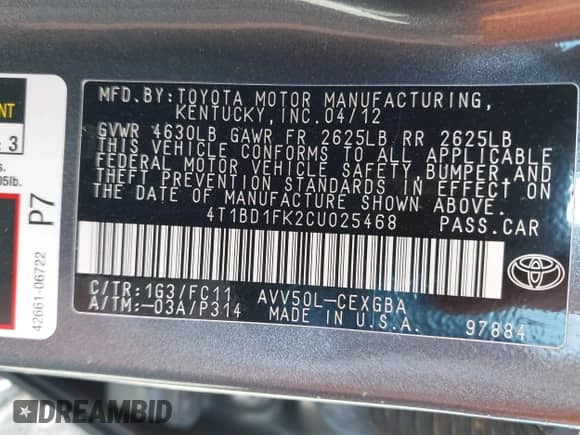 MFD.BY:TOYOTA MOTOR MANUFACTURING,
KENTUCKY, INC.04/12
GVWR 4630LB GAWR FR 2625LB RR 2625LB
THIS VEHICLE CONFORMS TO ALL APPLICABLE
FEDERAL MOTOR VEHICLE SAFETY,BUMPER,AND
THEFT PREVENTION STANDARDS IN EFFECT ON
THE DATE OF MANUFACTURE SHOWN ABOVE.
4T1BD1FK2CU025468 PASS.CAR
C/TR:1G3/FC11 AVV50L-CEXGBA
A/TM:-03A/P314 MADE IN U.S.A. 97884
TOYOTA
3
P7
42661-06722
DREAMBID